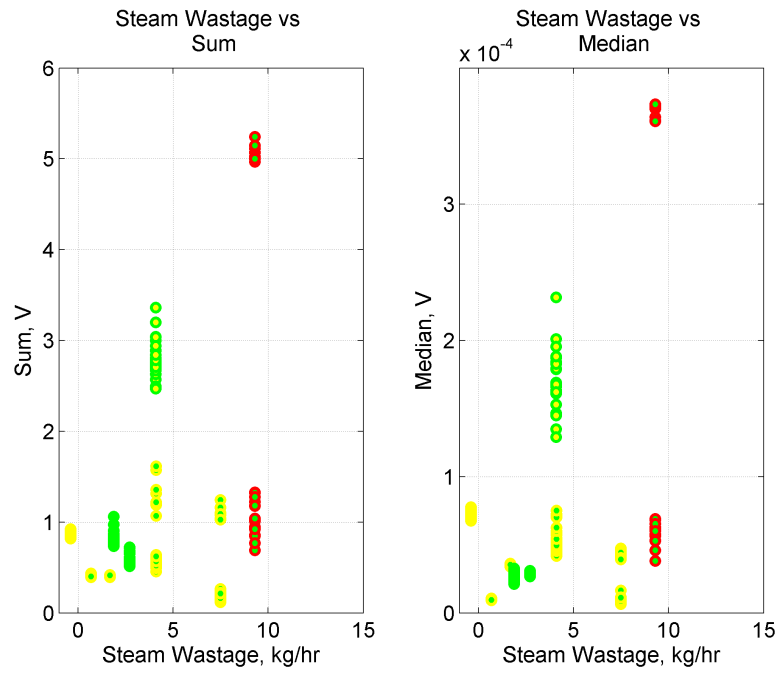 Steam Wastage vs
Sum
6
5
4
3
2
1
0
0
5
10
15
Sum, V
Steam Wastage, kg/hr
Steam Wastage vs
Median
x 10-4
3
2
1
0
0
5
10
15
Median, V
Steam Wastage, kg/hr